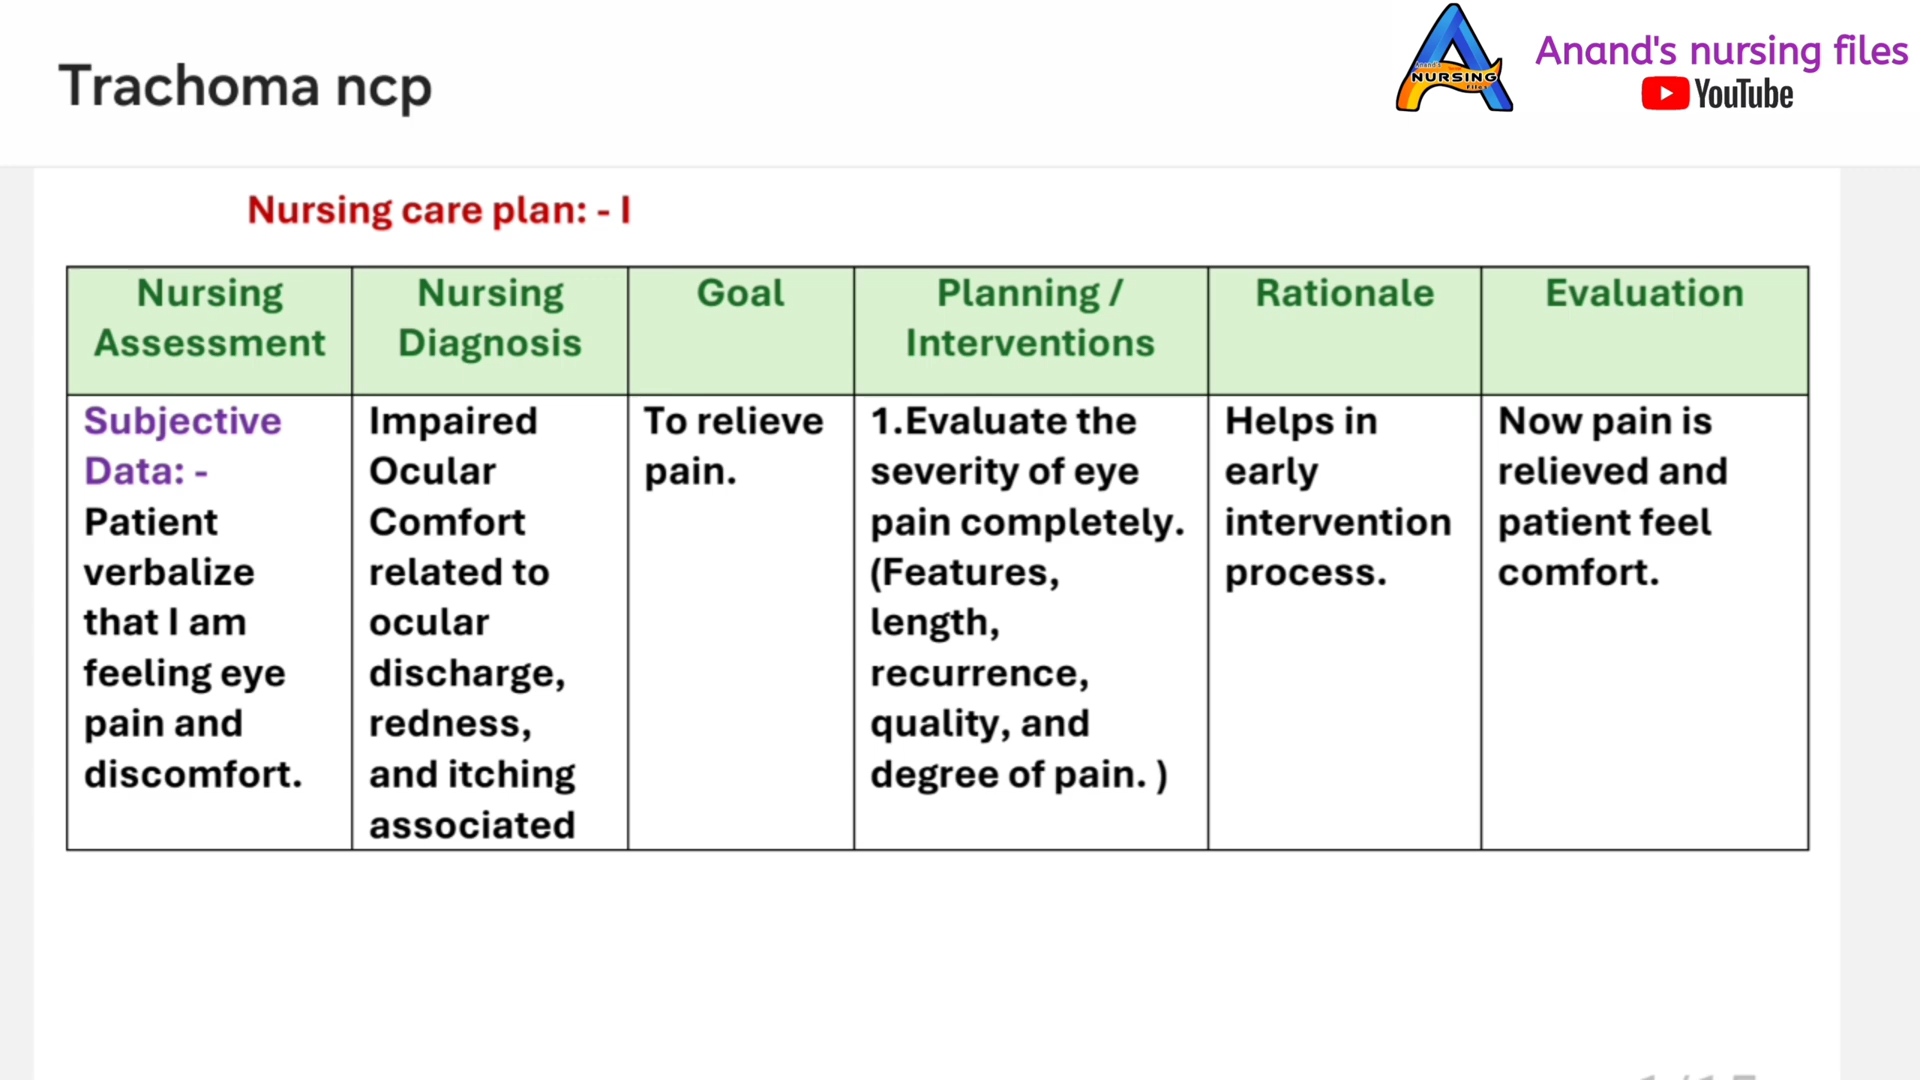 Trachoma ncp
NURSING
Anand's nursing files
YouTube
Nursing care plan: - I
Nursing
Assessment
Nursing
Diagnosis
Goal
Planning /
Interventions
Rationale
Evaluation
Subjective
Data: -
Patient
verbalize
that I am
feeling eye
pain and
discomfort.
Impaired
Ocular
Comfort
related to
ocular
discharge,
redness,
and itching
associated
To relieve
pain.
1.Evaluate the
severity of eye
pain completely.
(Features,
length,
recurrence,
quality, and
degree of pain. )
Helps in
early
intervention
process.
Now pain is
relieved and
patient feel
comfort.